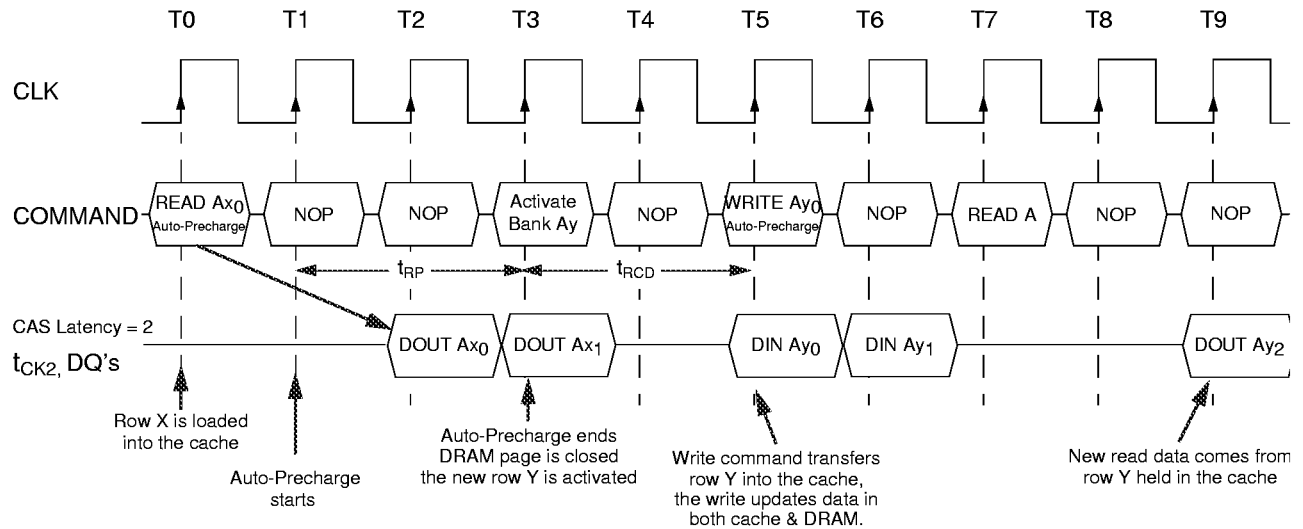 T0 T1 T2 T3 T4 T5 T6 T7 T8 T9
CLK
COMMAND
READ Ax0
Auto-Precharge
NOP
NOP
Activate
Bank Ay
NOP
WRITE Ay0
Auto-Precharge
NOP
READ A
NOP
NOP
tRP
tRCD
CAS Latency = 2
tCK2, DQ's
DOUT Ax0
DOUT Ax1
DIN Ay0
DIN Ay1
DOUT Ay2
Row X is loaded
into the cache
Auto-Precharge
starts
Auto-Precharge ends
DRAM page is closed
the new row Y is activated
Write command transfers
row Y into the cache,
the write updates data in
both cache & DRAM.
New read data comes from
row Y held in the cache